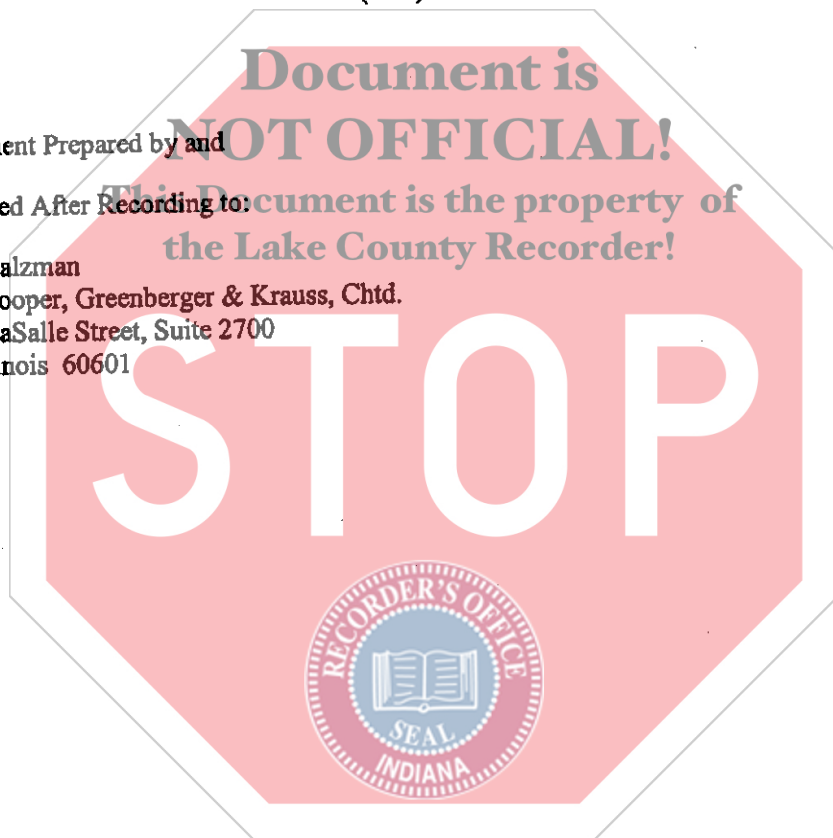 Document is
NOT OFFICIAL!
This Document is the property of
the Lake County Recorder!
ent Prepared by and
ed After Recording to:
alzman
ooper, Greenberger & Krauss, Chtd.
aSalle Street, Suite 2700
nois 60601
STOP
RECORDER'S OFFICE
SEAL
INDIANA